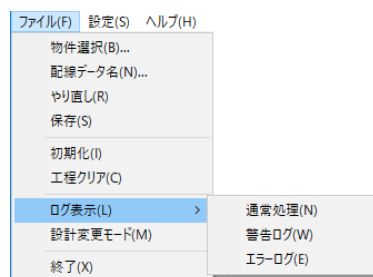 ファイル(F) 設定(S) ヘルプ(H)
物件選択(B)...
配線データ名(N)...
やり直し(R)
保存(S)
初期化(I)
工程クリア(C)
ログ表示(L) >
通常処理(N)
設計変更モード(M)
警告ログ(W)
エラーログ(E)
終了(X)